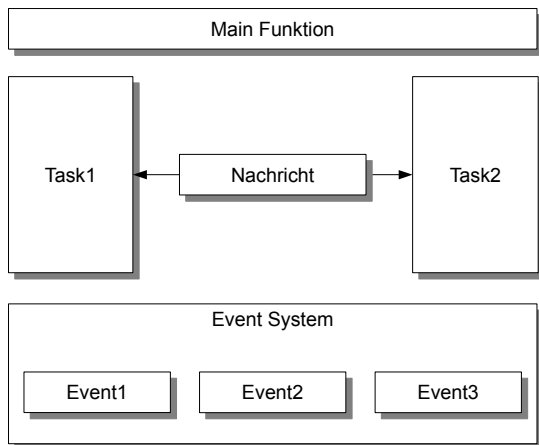 Main Funktion
Task1
Nachricht
Task2
Event System
Event1
Event2
Event3